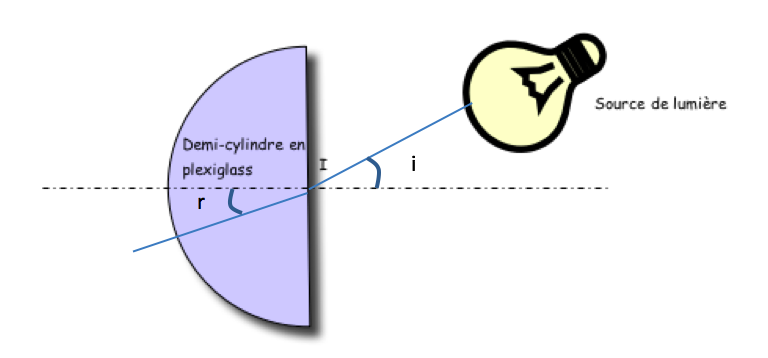 Source de lumière
Demi-cylindre en
plexiglass
I
i
r